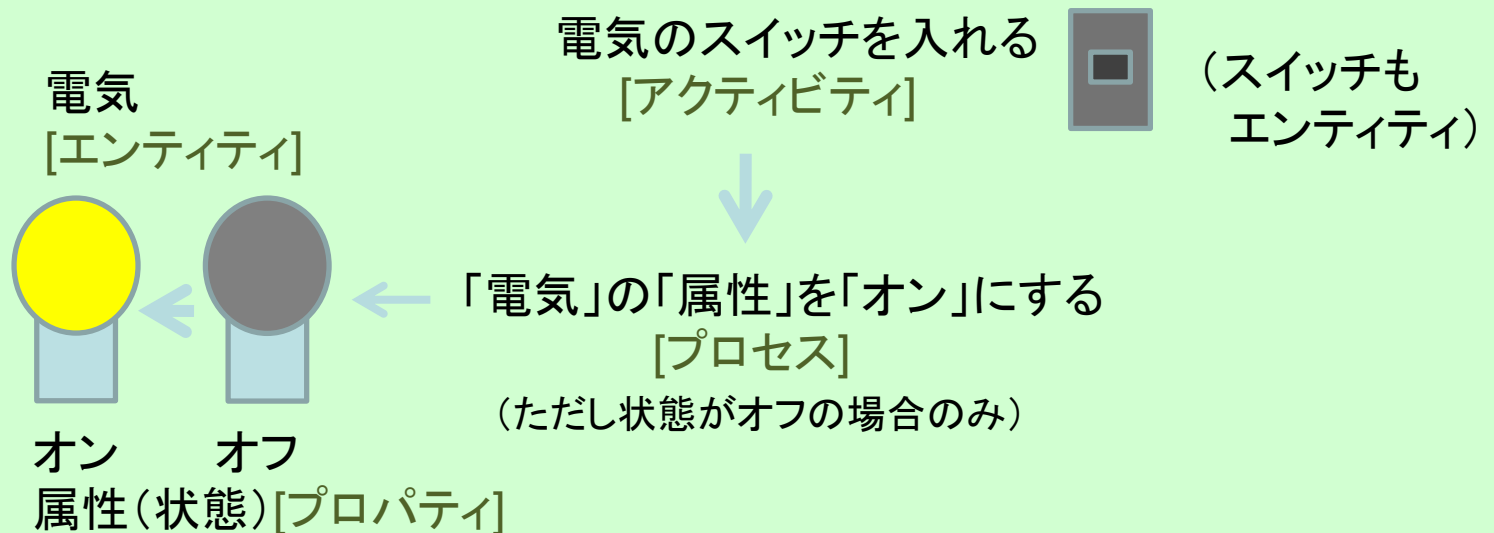 電気のスイッチを入れる
[アクティビティ]
(スイッチも
エンティティ)
電気
[エンティティ]
「電気」の「属性」を「オン」にする
[プロセス]
(ただし状態がオフの場合のみ)
オン オフ
属性(状態)[プロパティ]